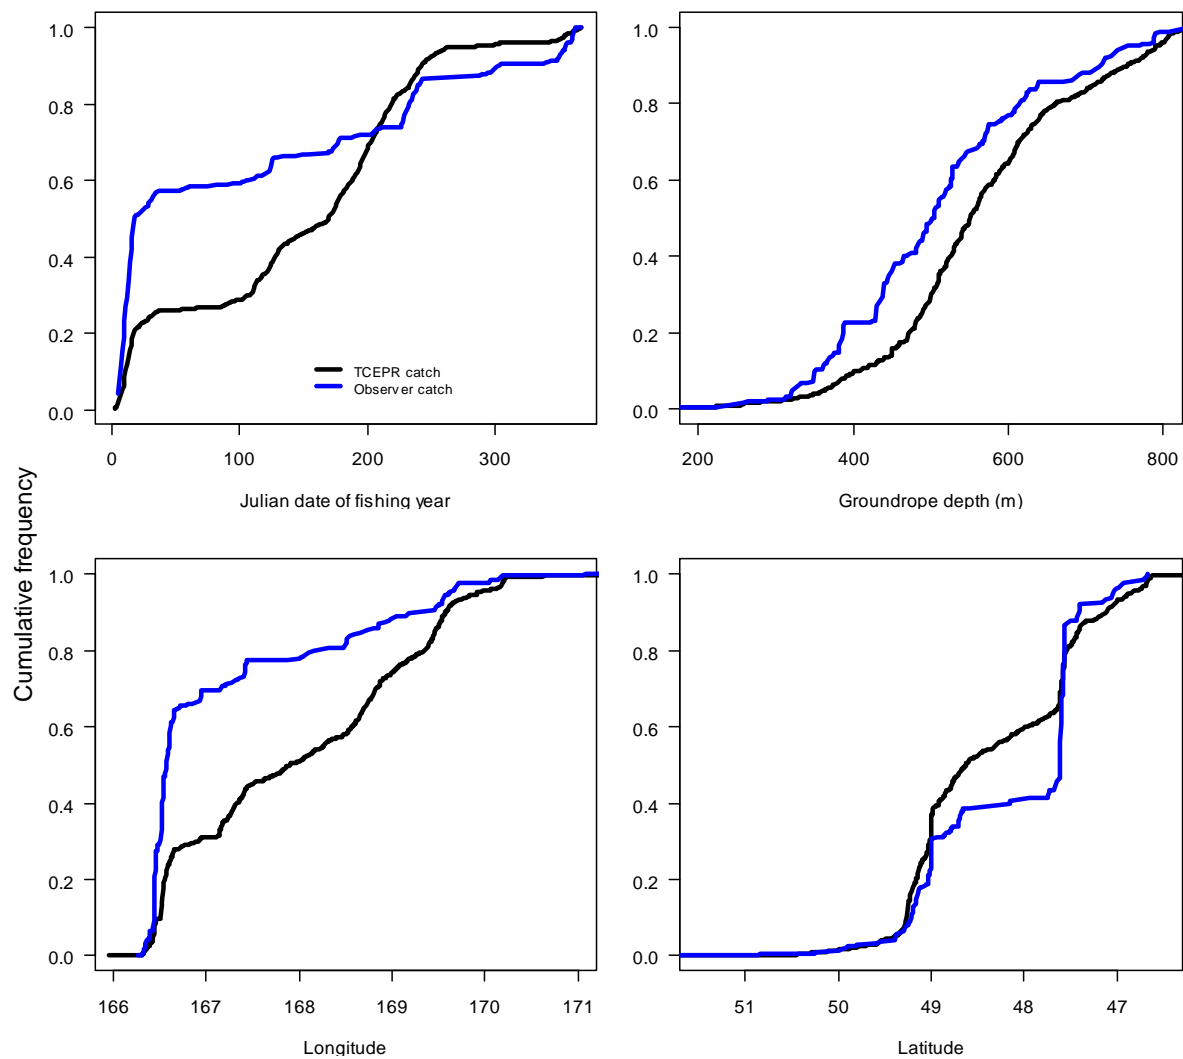 1.0
0.8
0.6
0.4
0.2
0.0
TCEPR catch
Observer catch
0 100 200 300
Julian date of fishing year
1.0
0.8
0.6
0.4
0.2
0.0
200 400 600 800
Groundrope depth (m)
Cumulative frequency
1.0
0.8
0.6
0.4
0.2
0.0
166 167 168 169 170 171
Longitude
1.0
0.8
0.6
0.4
0.2
0.0
51 50 49 48 47
Latitude